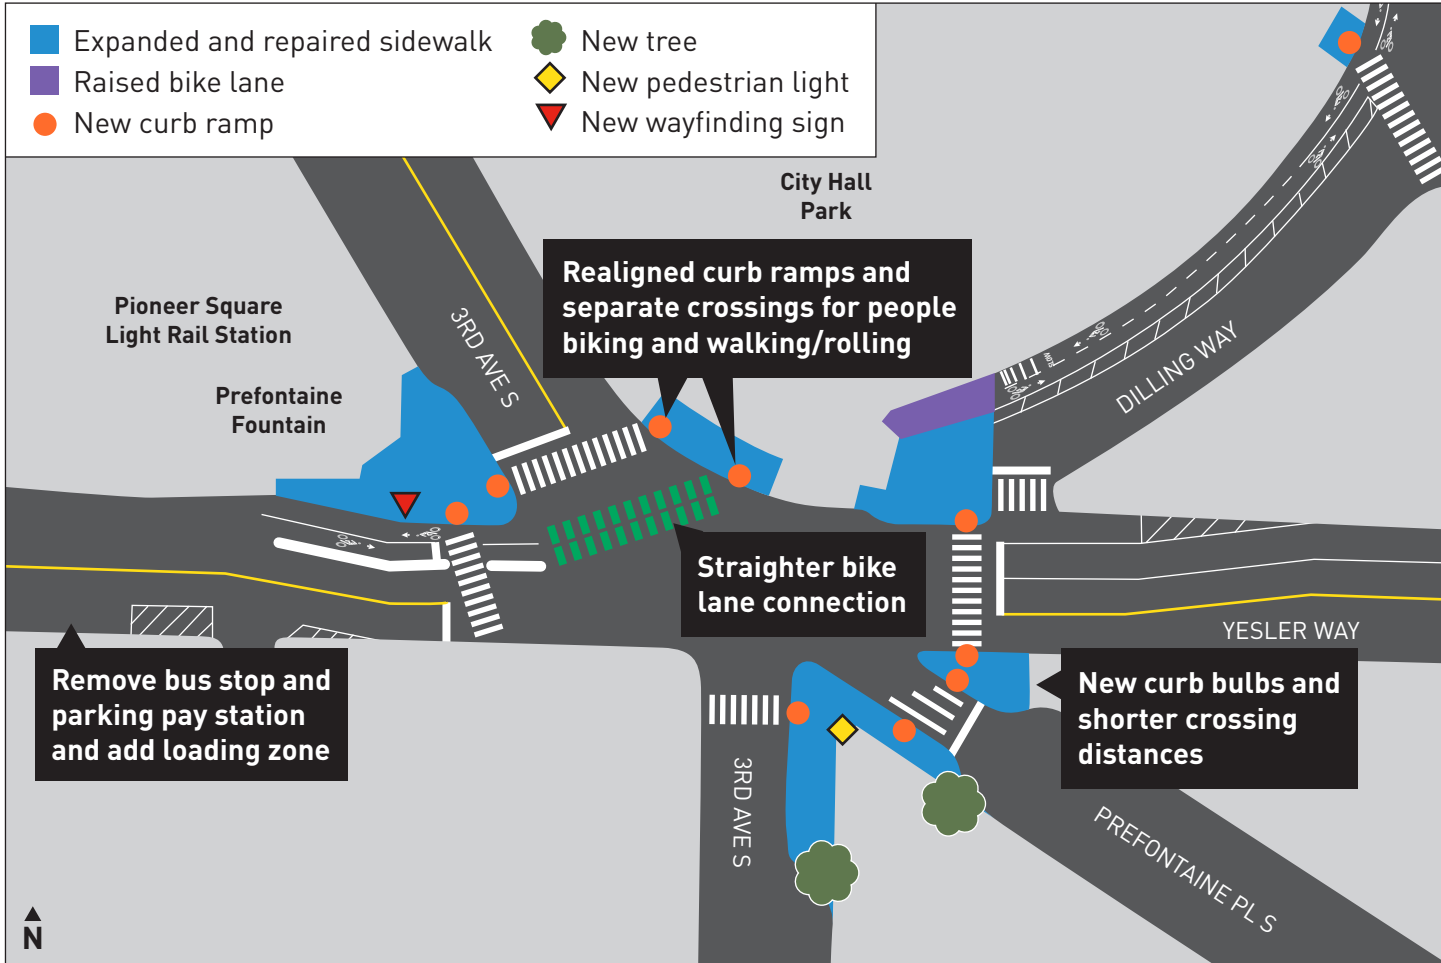 Expanded and repaired sidewalk
Raised bike lane
New curb ramp
New tree
New pedestrian light
New wayfinding sign
City Hall
Park
Realigned curb ramps and
separate crossings for people
biking and walking/rolling
Pioneer Square
Light Rail Station
Prefontaine
Fountain
3RD AVE S
SLOW
DILLING WAY
Straighter bike
lane connection
YESLER WAY
Remove bus stop and
parking pay station
and add loading zone
New curb bulbs and
shorter crossing
distances
3RD AVE S
PREFONTAINE PL S
N